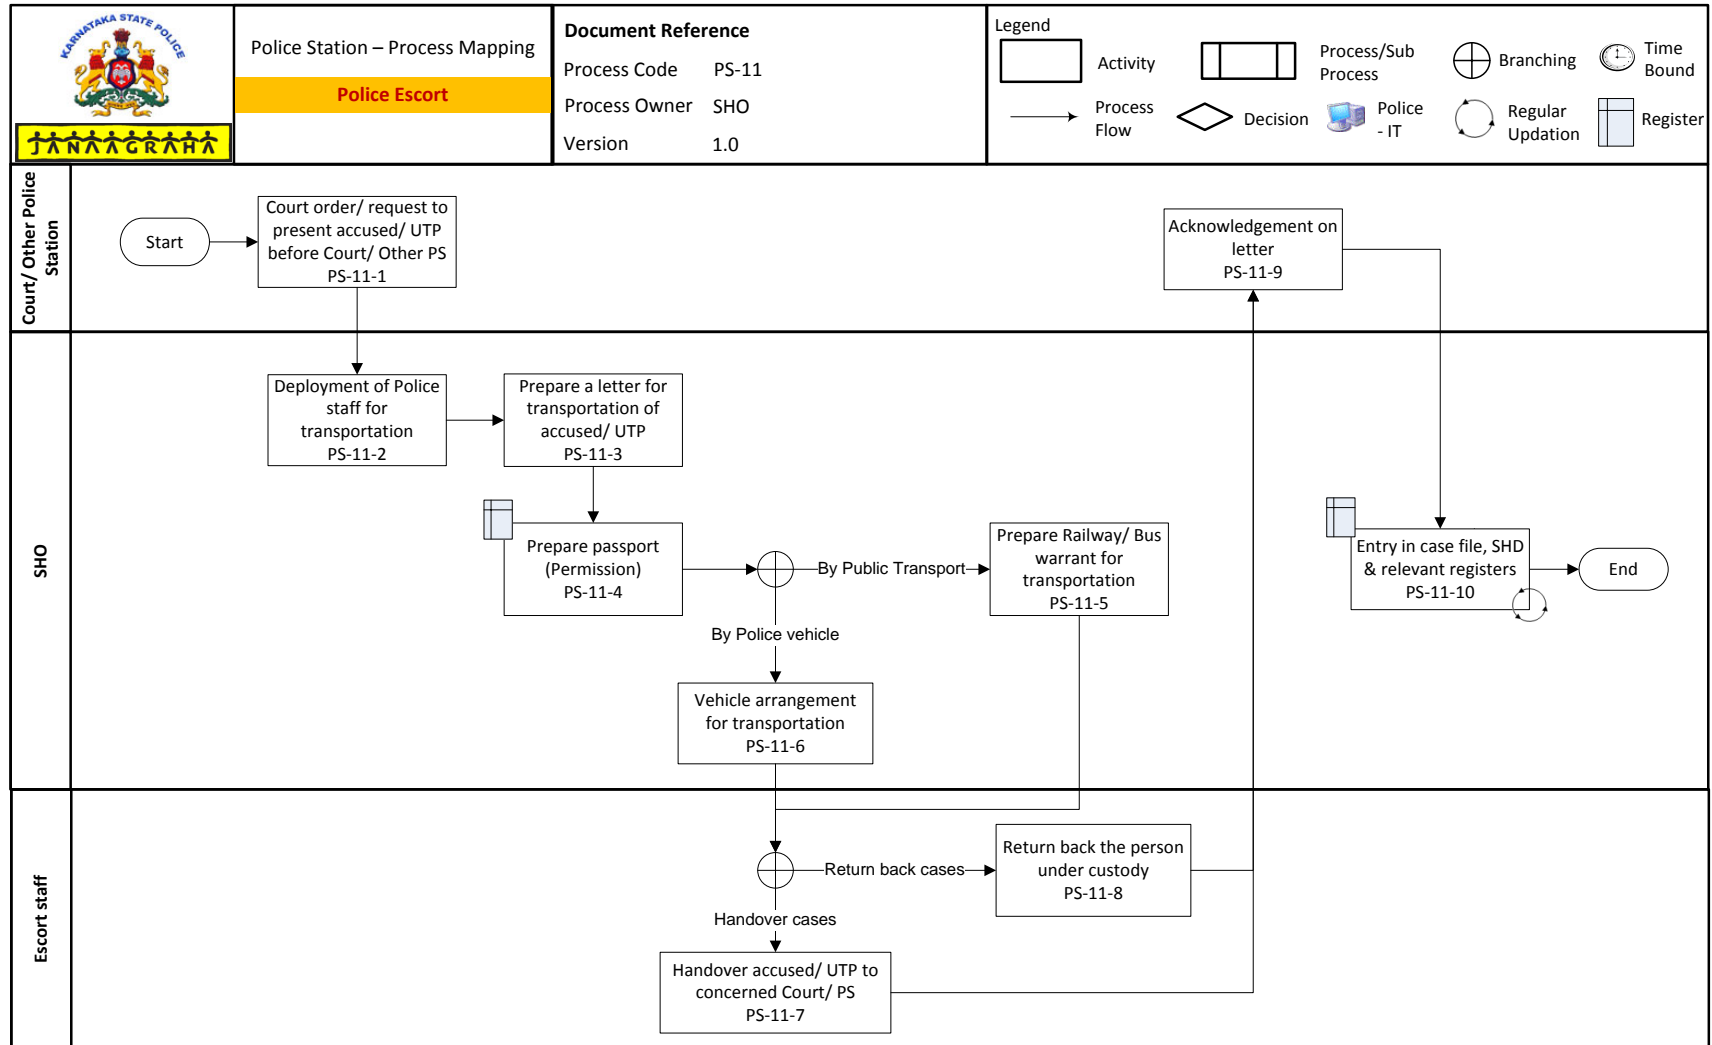 KARNATAKA STATE POLICE
JANAAGRAHA
Police Station – Process Mapping
Police Escort
Document Reference
Process Code PS-11
Process Owner SHO
Version 1.0
Legend
Activity
Process/Sub
Process
Branching
Time
Bound
Process
Flow
Decision
Police
- IT
Regular
Updation
Register
Court/ Other Police
Station
Start
Court order/ request to
present accused/ UTP
before Court/ Other PS
PS-11-1
Acknowledgement on
letter
PS-11-9
SHO
Deployment of Police
staff for
transportation
PS-11-2
Prepare a letter for
transportation of
accused/ UTP
PS-11-3
Prepare passport
(Permission)
PS-11-4
By Public Transport
Prepare Railway/ Bus
warrant for
transportation
PS-11-5
Entry in case file, SHD
& relevant registers
PS-11-10
End
By Police vehicle
Vehicle arrangement
for transportation
PS-11-6
Escort staff
Return back cases
Return back the person
under custody
PS-11-8
Handover cases
Handover accused/ UTP to
concerned Court/ PS
PS-11-7